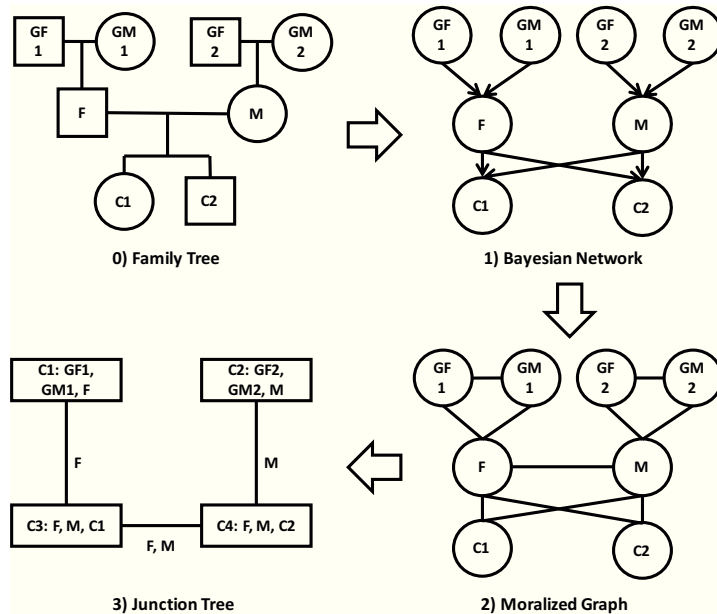 GF
1
GM
1
GF
2
GM
2
F
M
C1
C2
0) Family Tree
GF
1
GM
1
GF
2
GM
2
F
M
C1
C2
1) Bayesian Network
C1: GF1,
GM1, F
C2: GF2,
GM2, M
F
M
C3: F, M, C1
F, M
C4: F, M, C2
3) Junction Tree
GF
1
GM
1
GF
2
GM
2
F
M
C1
C2
2) Moralized Graph